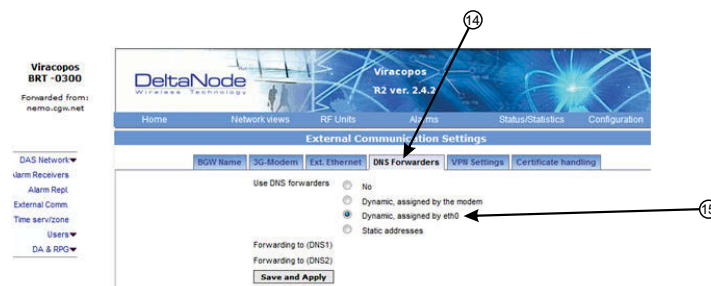 14
Viracopos
BRT -0300
Forwarded from:
nemo.cgw.net
DeltaNode
Wireless Technology
Viracopos
R2 ver. 2.4.2
Home Network views RF Units Alarms Status/Statistics Configuration
External Communication Settings
BGW Name 3G-Modem Ext. Ethernet DNS Forwarders VPN Settings Certificate handling
DAS Network
Alarm Receivers
Alarm Repl.
External Comm.
Time serv/zone
Users
DA & RPG
Use DNS forwarders
No
Dynamic, assigned by the modem
Dynamic, assigned by eth0
Static addresses
15
Forwarding to (DNS1)
Forwarding to (DNS2)
Save and Apply